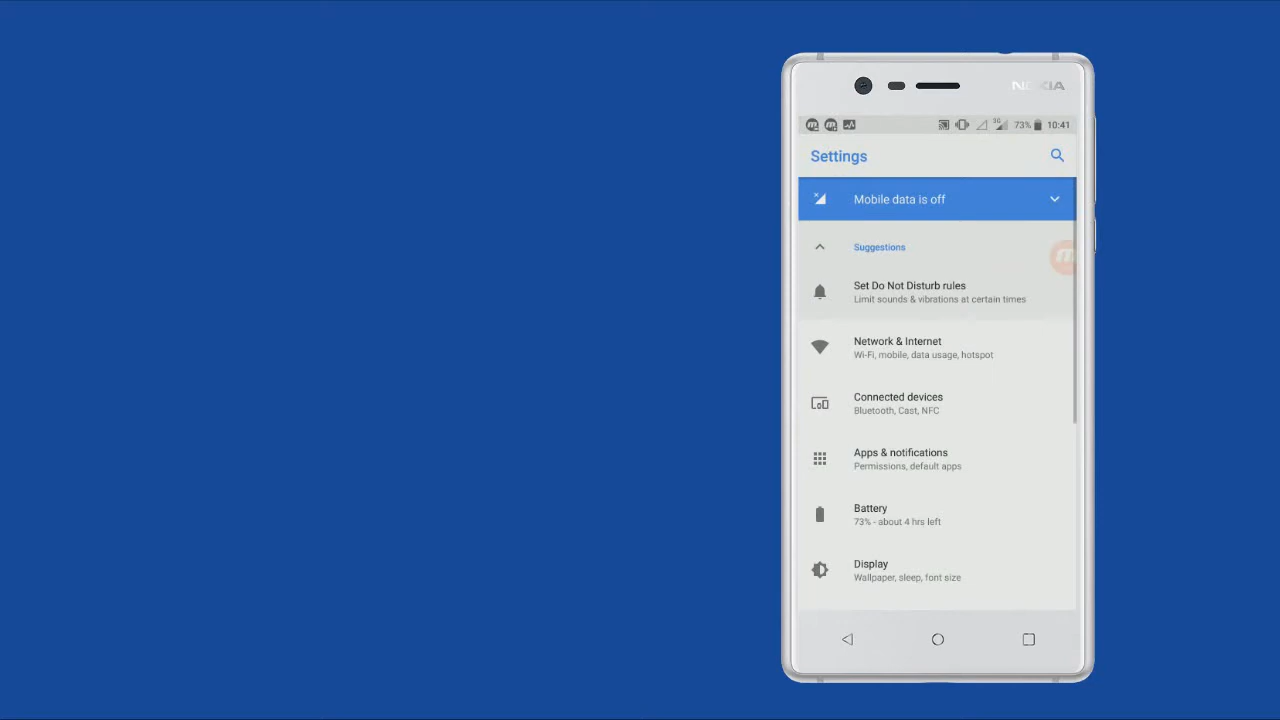 NOKIA
3G 73% 10:41
Settings
Mobile data is off
Suggestions
Set Do Not Disturb rules
Limit sounds & vibrations at certain times
Network & Internet
Wi-Fi, mobile, data usage, hotspot
Connected devices
Bluetooth, Cast, NFC
Apps & notifications
Permissions, default apps
Battery
73% - about 4 hrs left
Display
Wallpaper, sleep, font size